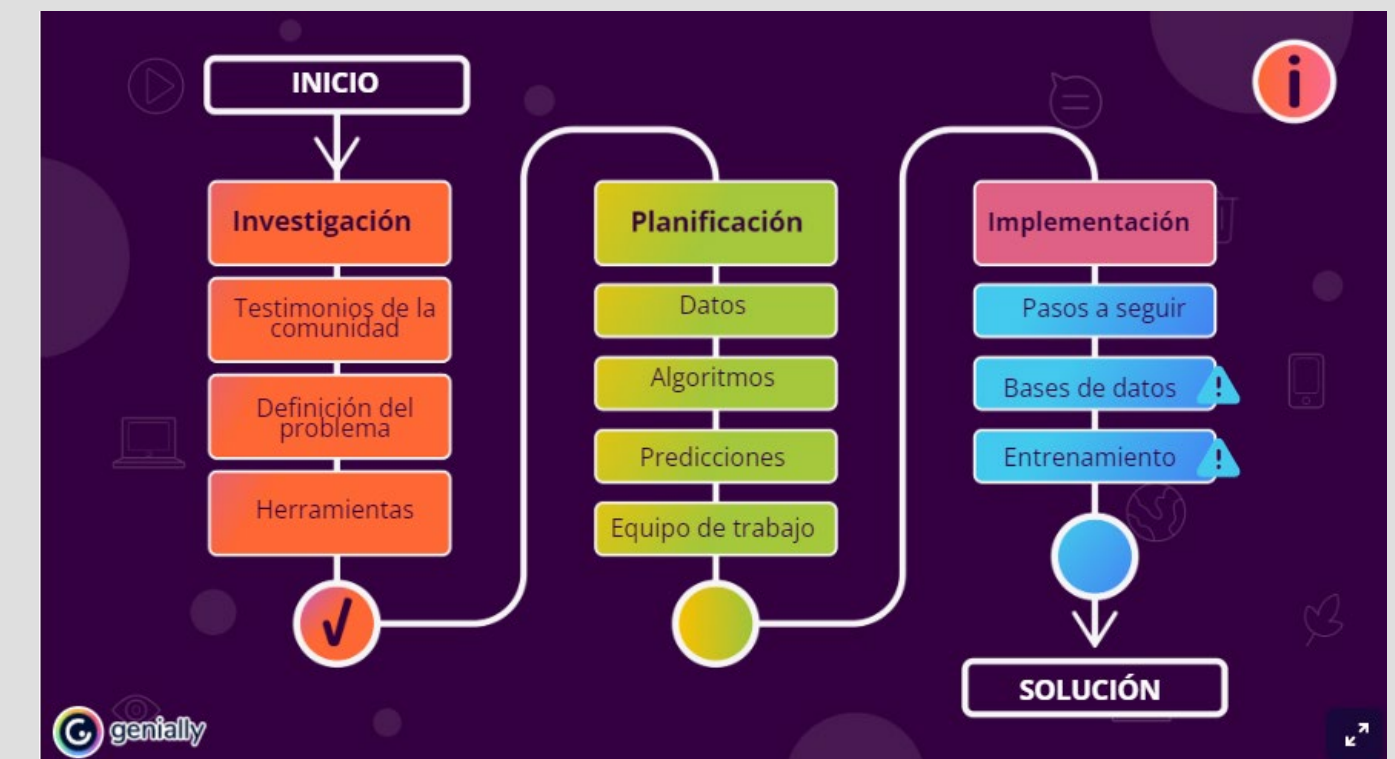 INICIO
Investigación
Testimonios de la
comunidad
Definición del
problema
Herramientas
Planificación
Datos
Algoritmos
Predicciones
Equipo de trabajo
i
Implementación
Pasos a seguir
Bases de datos
!
Entrenamiento
!
SOLUCIÓN
genially